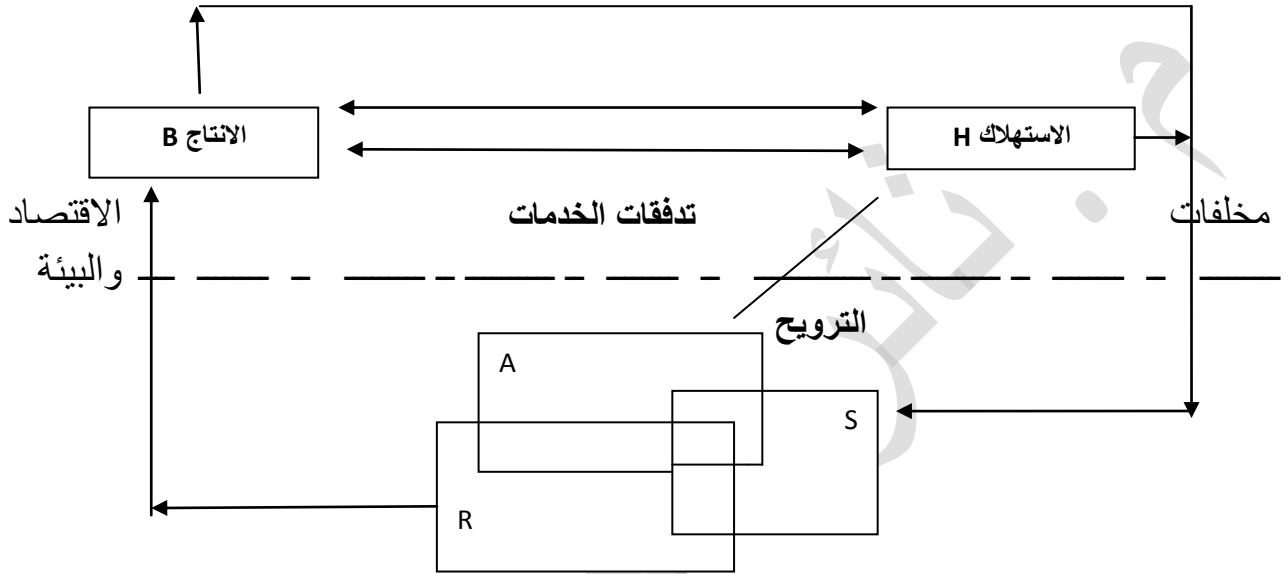 الانتاج B
الاستهلاك H
الاقتصاد
والبيئة
تدفقات الخدمات
مخلفات
الترويح
A
S
R